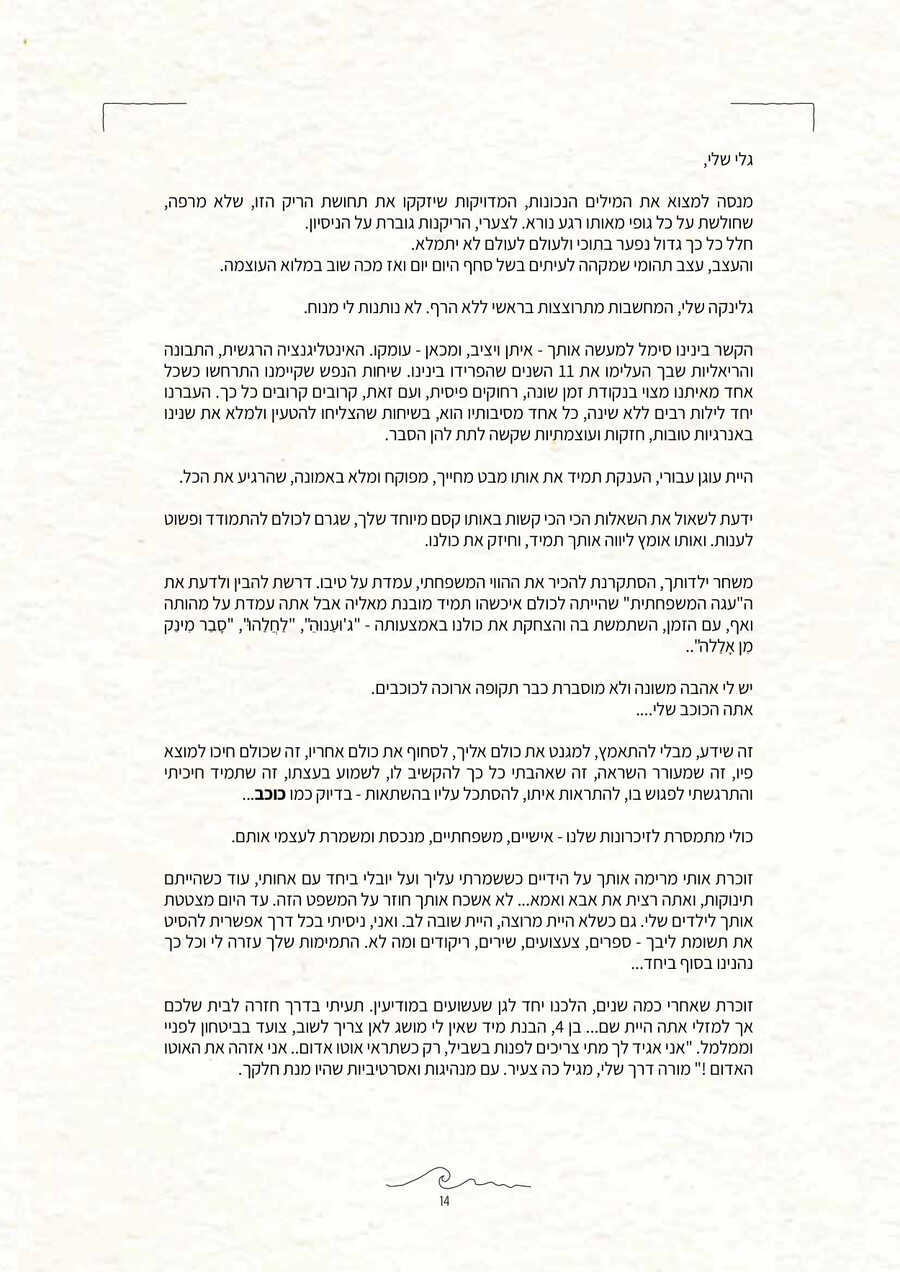 גלי שלי,
מנסה למצוא את המילים הנכונות, המדויקות שיזקקו את תחושת הריק הזו, שלא מרפה,
שחולשת על כל גופי מאותו רגע נורא. לצערי, הריקנות גוברת על הניסיון.
חלל כל כך גדול נפער בתוכי ולעולם לעולם לא יתמלא.
והעצב, עצב תהומי שמקהה לעיתים בשל סחף היום יום ואז מכה שוב במלוא העוצמה.
גלינקה שלי, המחשבות מתרוצצות בראשי ללא הרף. לא נותנות לי מנוח.
הקשר בינינו סימל למעשה אותך - איתן ויציב, ומכאן - עומקו. האינטליגנציה הרגשית, התבונה
והריאליות שבך העלימו את 11 השנים שהפרידו בינינו. שיחות הנפש שקיימנו התרחשו כשכל
אחד מאיתנו מצוי בנקודת זמן שונה, רחוקים פיסית, ועם זאת, קרובים קרובים כל כך. העברנו
יחד לילות רבים ללא שינה, כל אחד מסיבותיו הוא, בשיחות שהצליחו להטעין ולמלא את שנינו
באנרגיות טובות, חזקות ועוצמתיות שקשה לתת להן הסבר.
היית עוגן עבורי, הענקת תמיד את אותו מבט מחייך, מפוקח ומלא באמונה, שהרגיע את הכל.
ידעת לשאול את השאלות הכי הכי קשות באותו קסם מיוחד שלך, שגרם לכולם להתמודד ופשוט
לענות. ואותו אומץ ליווה אותך תמיד, וחיזק את כולנו.
משחר ילדותך, הסתקרנת להכיר את ההווי המשפחתי, עמדת על טיבו. דרשת להבין ולדעת את
ה"עגה המשפחתית" שהייתה לכולם איכשהו תמיד מובנת מאליה אבל אתה עמדת על מהותה
ואף, עם הזמן, השתמשת בה והצחקת את כולנו באמצעותה - "ג'ועַנוּהֵ", "לַחֲלַהוּ", "סָבַר מִינַק
מִן אָלַלה"..
יש לי אהבה משונה ולא מוסברת כבר תקופה ארוכה לכוכבים.
אתה הכוכב שלי....
זה שידע, מבלי להתאמץ, למגנט את כולם אליך, לסחוף את כולם אחריו, זה שכולם חיכו למוצא
פיו, זה שמעורר השראה, זה שאהבתי כל כך להקשיב לו, לשמוע בעצתו, זה שתמיד חיכיתי
והתרגשתי לפגוש בו, להתראות איתו, להסתכל עליו בהשתאות - בדיוק כמו כוכב...
כולי מתמסרת לזיכרונות שלנו - אישיים, משפחתיים, מנכסת ומשמרת לעצמי אותם.
זוכרת אותי מרימה אותך על הידיים כששמרתי עליך ועל יובלי ביחד עם אחותי, עוד כשהייתם
תינוקות, ואתה רצית את אבא ואמא... לא אשכח אותך חוזר על המשפט הזה. עד היום מצטטת
אותך לילדים שלי. גם כשלא היית מרוצה, היית שובה לב. ואני, ניסיתי בכל דרך אפשרית להסיט
את תשומת ליבך - ספרים, צעצועים, שירים, ריקודים ומה לא. התמימות שלך עזרה לי וכל כך
נהנינו בסוף ביחד...
זוכרת שאחרי כמה שנים, הלכנו יחד לגן שעשועים במודיעין. תעיתי בדרך חזרה לבית שלכם
אך למזלי אתה היית שם... בן 4, הבנת מיד שאין לי מושג לאן צריך לשוב, צועד בביטחון לפניי
וממלמל. "אני אגיד לך מתי צריכים לפנות בשביל, רק כשתראי אוטו אדום.. אני אזהה את האוטו
האדום !" מורה דרך שלי, מגיל כה צעיר. עם מנהיגות ואסרטיביות שהיו מנת חלקך.
14